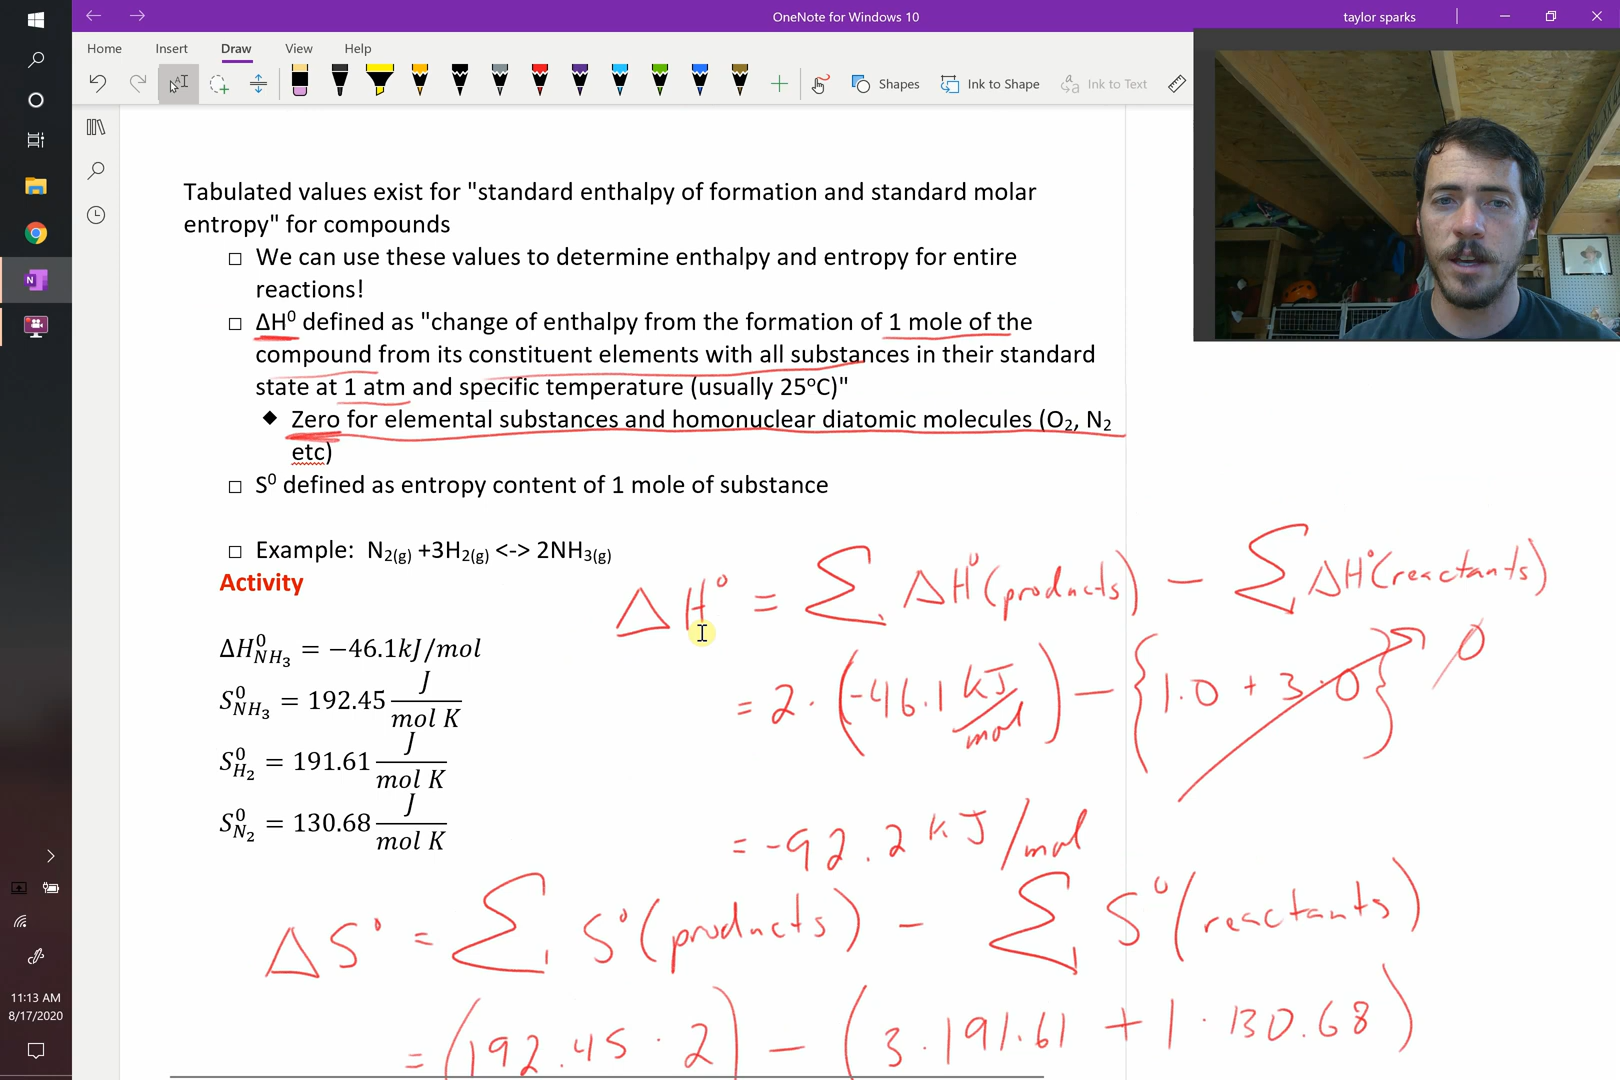 OneNote for Windows 10
taylor sparks
Home Insert Draw View Help
Shapes Ink to Shape Ink to Text
Tabulated values exist for "standard enthalpy of formation and standard molar
entropy" for compounds
We can use these values to determine enthalpy and entropy for entire
reactions!
ΔH⁰ defined as "change of enthalpy from the formation of 1 mole of the
compound from its constituent elements with all substances in their standard
state at 1 atm and specific temperature (usually 25°C)"
Zero for elemental substances and homonuclear diatomic molecules (O₂, N₂
etc)
S⁰ defined as entropy content of 1 mole of substance
Example: N₂(g) +3H₂(g) <-> 2NH₃(g)
Activity
ΔH° = Σ ΔH°(products) − Σ ΔH°(reactants)
= 2 · (−46.1 kJ/mol) − {1·0 + 3·0} 0
= −92.2 kJ/mol
ΔH⁰NH₃ = −46.1kJ/mol
S⁰NH₃ = 192.45 J/mol K
S⁰H₂ = 191.61 J/mol K
S⁰N₂ = 130.68 J/mol K
ΔS° = Σ S°(products) − Σ S°(reactants)
= (192.45 · 2) − (3·191.61 + 1·130.68)
11:13 AM
8/17/2020